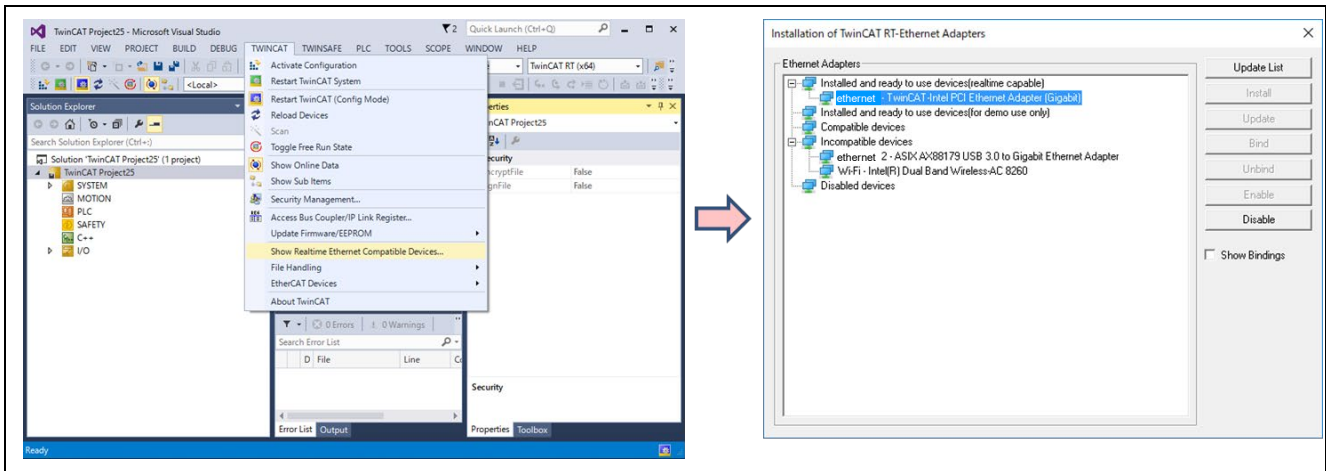 TwinCAT Project25 - Microsoft Visual Studio
2
Quick Launch (Ctrl+Q)
FILE EDIT VIEW PROJECT BUILD DEBUG TWINCAT TWINSAFE PLC TOOLS SCOPE WINDOW HELP
TwinCAT RT (x64)
<Local>
Solution Explorer
Search Solution Explorer (Ctrl+:)
Solution 'TwinCAT Project25' (1 project)
TwinCAT Project25
SYSTEM
MOTION
PLC
SAFETY
C++
I/O
Activate Configuration
Restart TwinCAT System
Restart TwinCAT (Config Mode)
Reload Devices
Scan
Toggle Free Run State
Show Online Data
Show Sub Items
Security Management...
Access Bus Coupler/IP Link Register...
Update Firmware/EEPROM
Show Realtime Ethernet Compatible Devices...
File Handling
EtherCAT Devices
About TwinCAT
erties
nCAT Project25
ecurity
cryptFile False
gnFile False
0 Errors
0 Warnings
Search Error List
D File Line
Security
Error List Output
Properties Toolbox
Ready
Installation of TwinCAT RT-Ethernet Adapters
Ethernet Adapters
Installed and ready to use devices(realtime capable)
ethernet - TwinCAT-Intel PCI Ethernet Adapter (Gigabit)
Installed and ready to use devices(for demo use only)
Compatible devices
Incompatible devices
ethernet 2 - ASIX AX88179 USB 3.0 to Gigabit Ethernet Adapter
Wi-Fi - Intel(R) Dual Band Wireless-AC 8260
Disabled devices
Update List
Install
Update
Bind
Unbind
Enable
Disable
Show Bindings